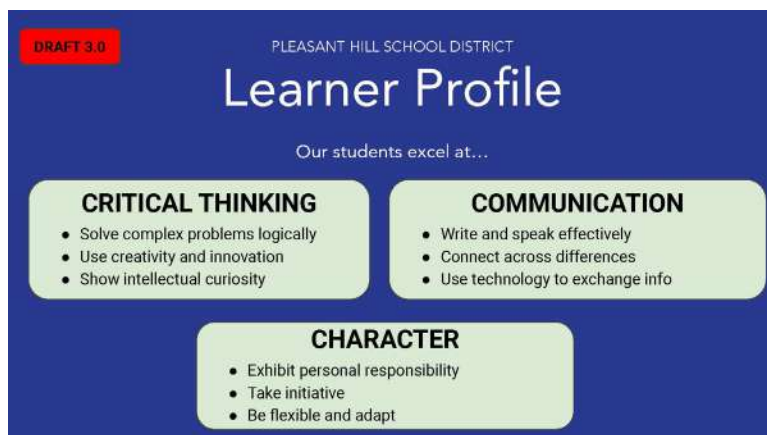 DRAFT 3.0
PLEASANT HILL SCHOOL DISTRICT
Learner Profile
Our students excel at...
CRITICAL THINKING
● Solve complex problems logically
● Use creativity and innovation
● Show intellectual curiosity
COMMUNICATION
● Write and speak effectively
● Connect across differences
● Use technology to exchange info
CHARACTER
● Exhibit personal responsibility
● Take initiative
● Be flexible and adapt